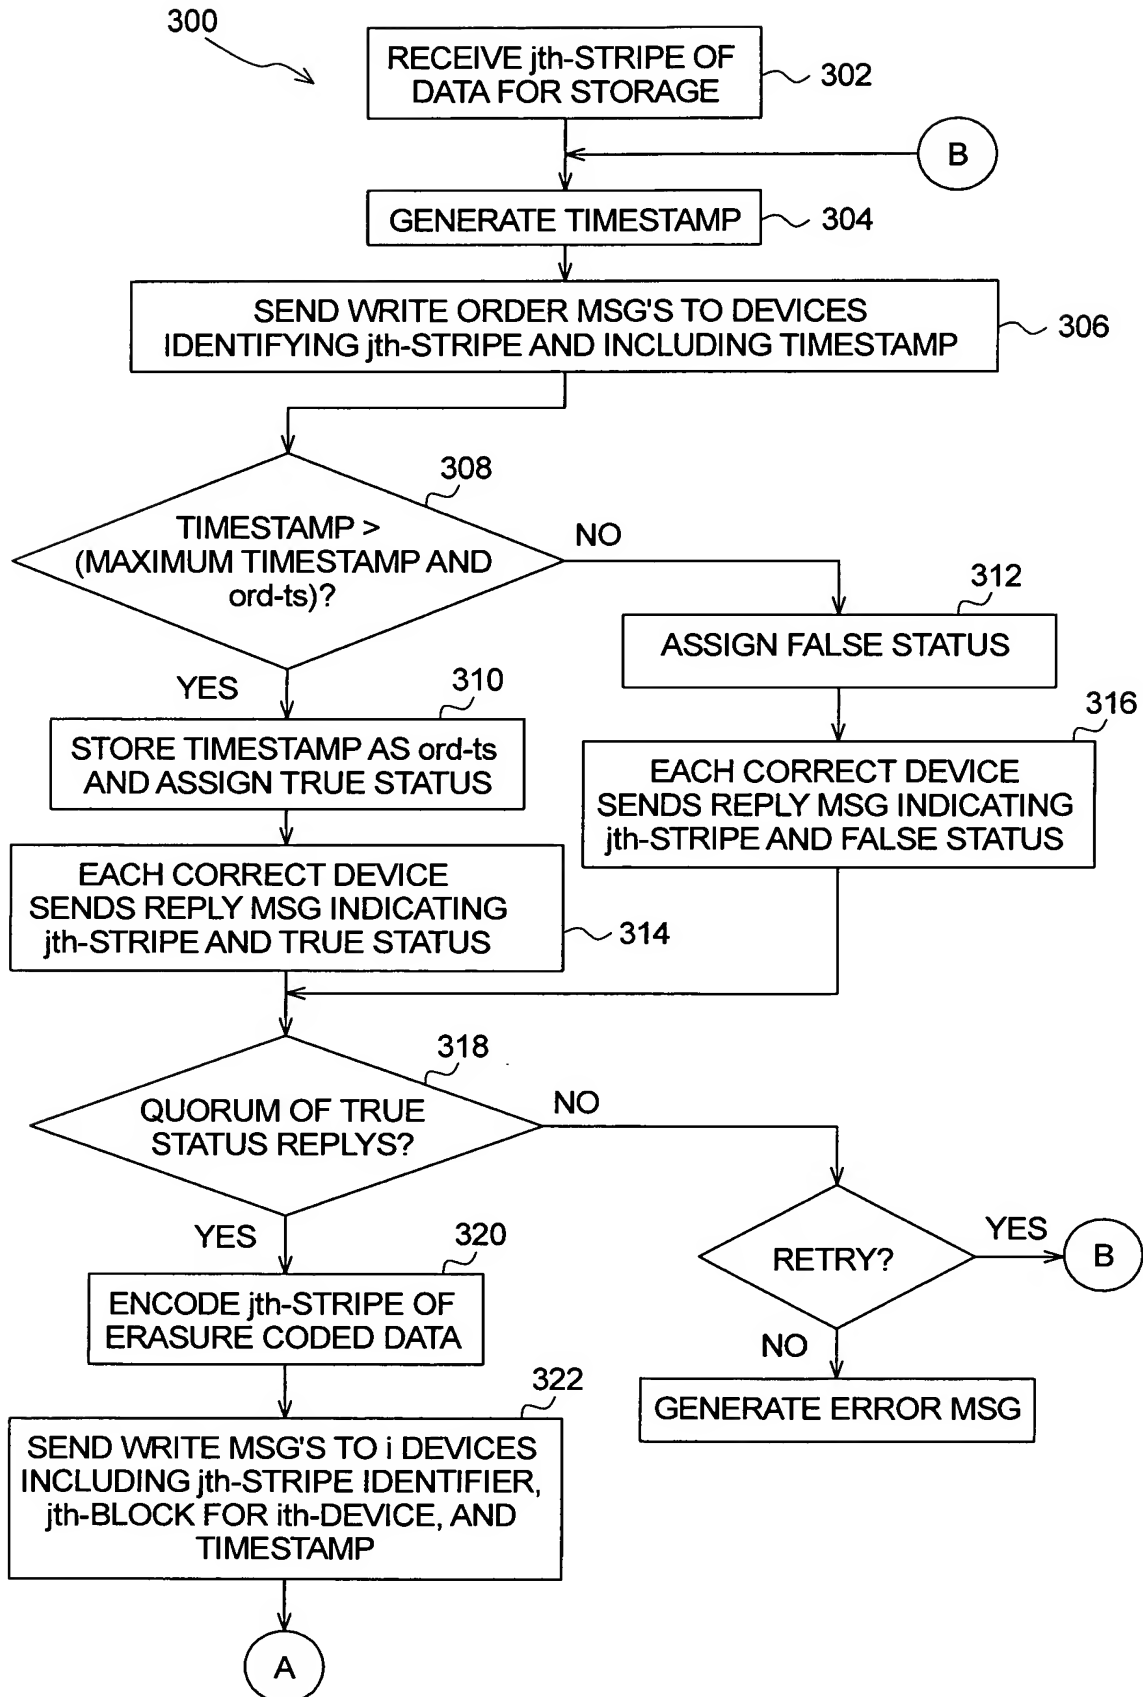 300
RECEIVE jth-STRIPE OF
DATA FOR STORAGE
302
B
GENERATE TIMESTAMP
304
SEND WRITE ORDER MSG'S TO DEVICES
IDENTIFYING jth-STRIPE AND INCLUDING TIMESTAMP
306
308
TIMESTAMP >
(MAXIMUM TIMESTAMP AND
ord-ts)?
NO
YES
312
ASSIGN FALSE STATUS
310
STORE TIMESTAMP AS ord-ts
AND ASSIGN TRUE STATUS
316
EACH CORRECT DEVICE
SENDS REPLY MSG INDICATING
jth-STRIPE AND FALSE STATUS
EACH CORRECT DEVICE
SENDS REPLY MSG INDICATING
jth-STRIPE AND TRUE STATUS
314
318
QUORUM OF TRUE
STATUS REPLYS?
NO
YES
RETRY?
YES
B
NO
GENERATE ERROR MSG
320
ENCODE jth-STRIPE OF
ERASURE CODED DATA
322
SEND WRITE MSG'S TO i DEVICES
INCLUDING jth-STRIPE IDENTIFIER,
jth-BLOCK FOR ith-DEVICE, AND
TIMESTAMP
A